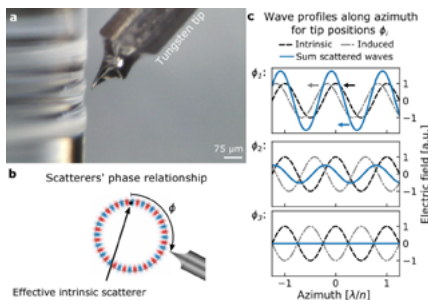 a
Tungsten tip
75 µm
b
Scatterers' phase relationship
ϕ
Effective intrinsic scatterer
c Wave profiles along azimuth
for tip positions ϕi
Intrinsic
Induced
Sum scattered waves
ϕ1:
1
0
-1
ϕ2:
1
0
-1
ϕ3:
1
0
-1
Electric field [a.u.]
-1 0 1
Azimuth [λ/n]